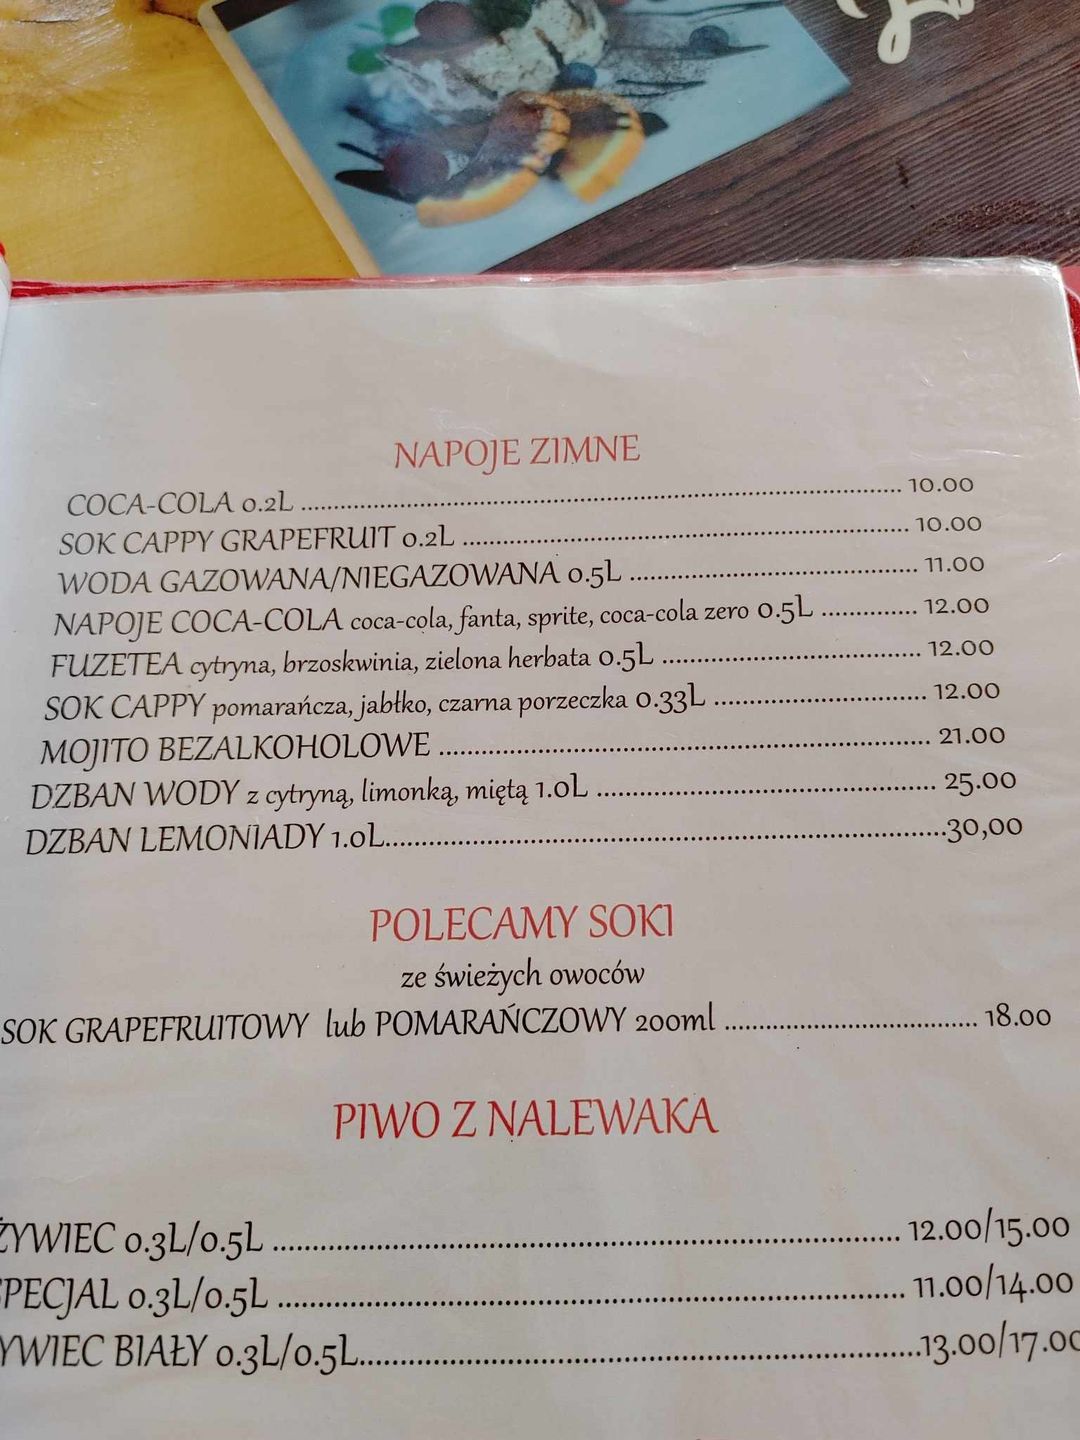 NAPOJE ZIMNE
COCA-COLA 0.2L ........ 10.00
SOK CAPPY GRAPEFRUIT 0.2L ........ 10.00
WODA GAZOWANA/NIEGAZOWANA 0.5L ........ 11.00
NAPOJE COCA-COLA coca-cola, fanta, sprite, coca-cola zero 0.5L ........ 12.00
FUZETEA cytryna, brzoskwinia, zielona herbata 0.5L ........ 12.00
SOK CAPPY pomarańcza, jabłko, czarna porzeczka 0.33L ........ 12.00
MOJITO BEZALKOHOLOWE ........ 21.00
DZBAN WODY z cytryną, limonką, miętą 1.0L ........ 25.00
DZBAN LEMONIADY 1.0L ........ 30,00
POLECAMY SOKI
ze świeżych owoców
SOK GRAPEFRUITOWY lub POMARAŃCZOWY 200ml ........ 18.00
PIWO Z NALEWAKA
ŻYWIEC 0.3L/0.5L ........ 12.00/15.00
SPECJAL 0.3L/0.5L ........ 11.00/14.00
YWIEC BIAŁY 0.3L/0.5L ........ 13.00/17.00